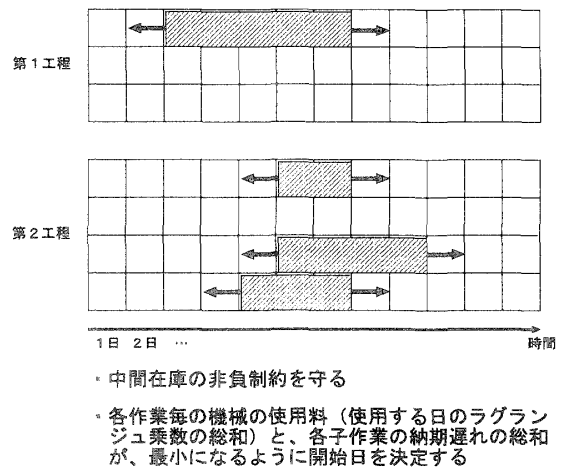 第1工程
第2工程
1日 2日 … 時間
・中間在庫の非負制約を守る
・各作業毎の機械の使用料（使用する日のラグラン
ジュ乗数の総和）と、各子作業の納期遅れの総和
が、最小になるように開始日を決定する